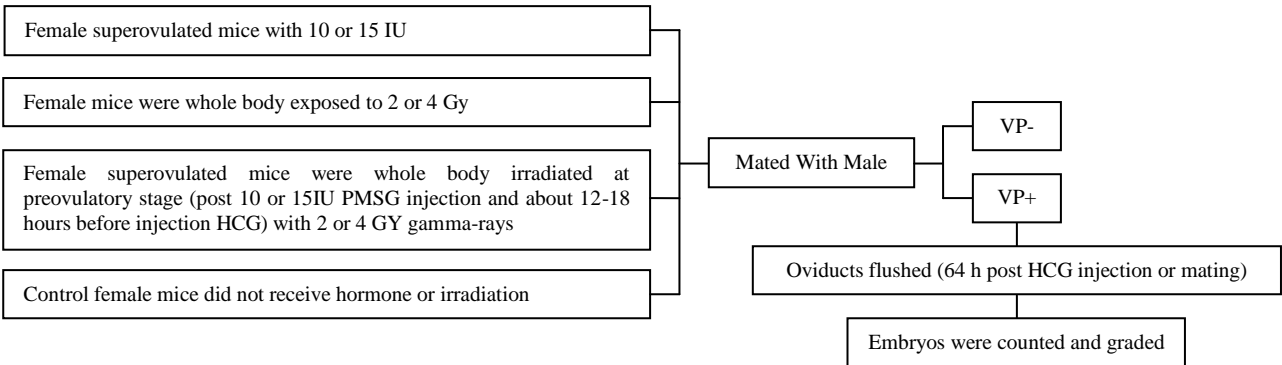 Female superovulated mice with 10 or 15 IU
Female mice were whole body exposed to 2 or 4 Gy
Female superovulated mice were whole body irradiated at
preovulatory stage (post 10 or 15IU PMSG injection and about 12-18
hours before injection HCG) with 2 or 4 GY gamma-rays
Control female mice did not receive hormone or irradiation
Mated With Male
VP-
VP+
Oviducts flushed (64 h post HCG injection or mating)
Embryos were counted and graded